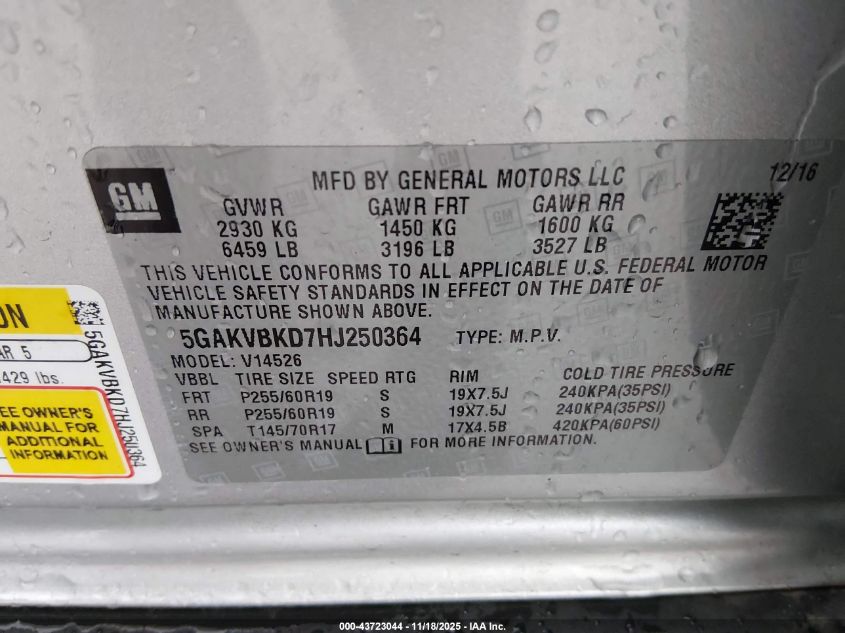 GM
MFD BY GENERAL MOTORS LLC 12/16
GVWR GAWR FRT GAWR RR
2930 KG 1450 KG 1600 KG
6459 LB 3196 LB 3527 LB
THIS VEHICLE CONFORMS TO ALL APPLICABLE U.S. FEDERAL MOTOR
VEHICLE SAFETY STANDARDS IN EFFECT ON THE DATE OF
MANUFACTURE SHOWN ABOVE.
5GAKVBKD7HJ250364 TYPE: M.P.V.
MODEL: V14526
VBBL TIRE SIZE SPEED RTG RIM COLD TIRE PRESSURE
FRT P255/60R19 S 19X7.5J 240KPA(35PSI)
RR P255/60R19 S 19X7.5J 240KPA(35PSI)
SPA T145/70R17 M 17X4.5B 420KPA(60PSI)
SEE OWNER'S MANUAL FOR MORE INFORMATION.
ON
AR 5
429 lbs.
SEE OWNER'S
MANUAL FOR
ADDITIONAL
INFORMATION
5GAKVBKD7HJ250364
000-43723044 - 11/18/2025 - IAA Inc.